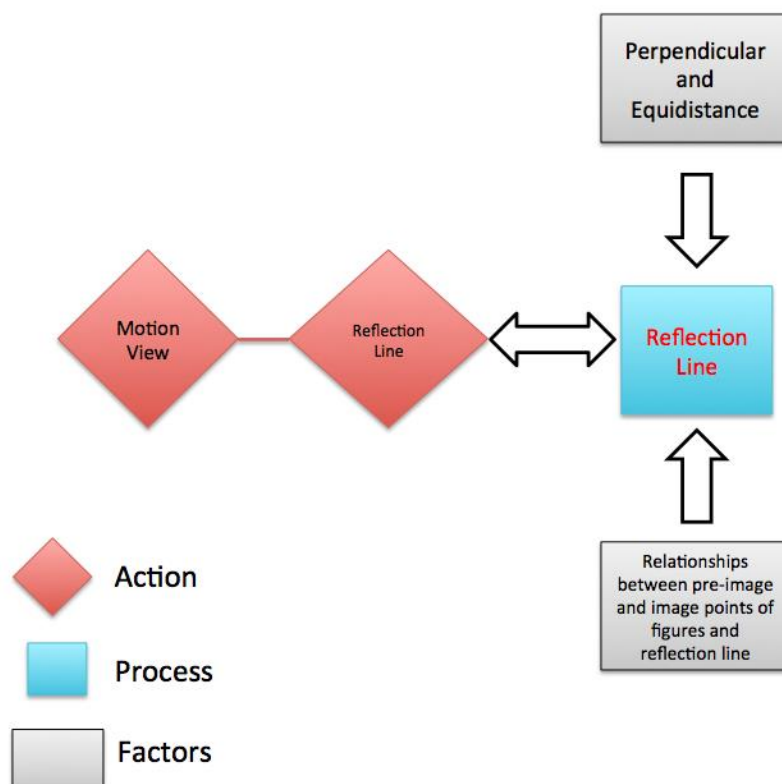 Perpendicular
and
Equidistance
Motion
View
Reflection
Line
Reflection
Line
Relationships
between pre-image
and image points of
figures and
reflection line
Action
Process
Factors